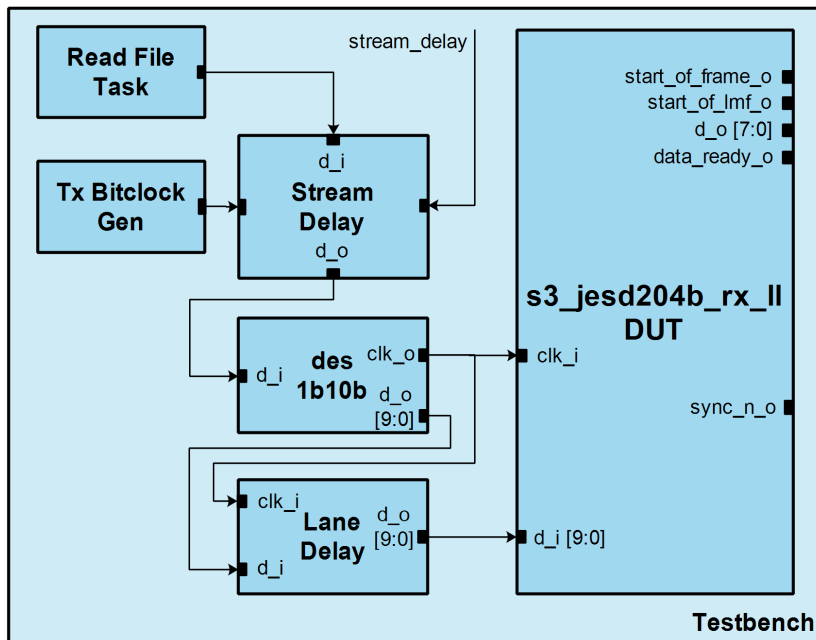 Read File
Task
stream_delay
d_i
Stream
Delay
d_o
Tx Bitclock
Gen
des
1b10b
d_i
clk_o
d_o
[9:0]
clk_i
Lane
Delay
d_i
d_o
[9:0]
start_of_frame_o
start_of_lmf_o
d_o [7:0]
data_ready_o
s3_jesd204b_rx_ll
DUT
clk_i
sync_n_o
d_i [9:0]
Testbench